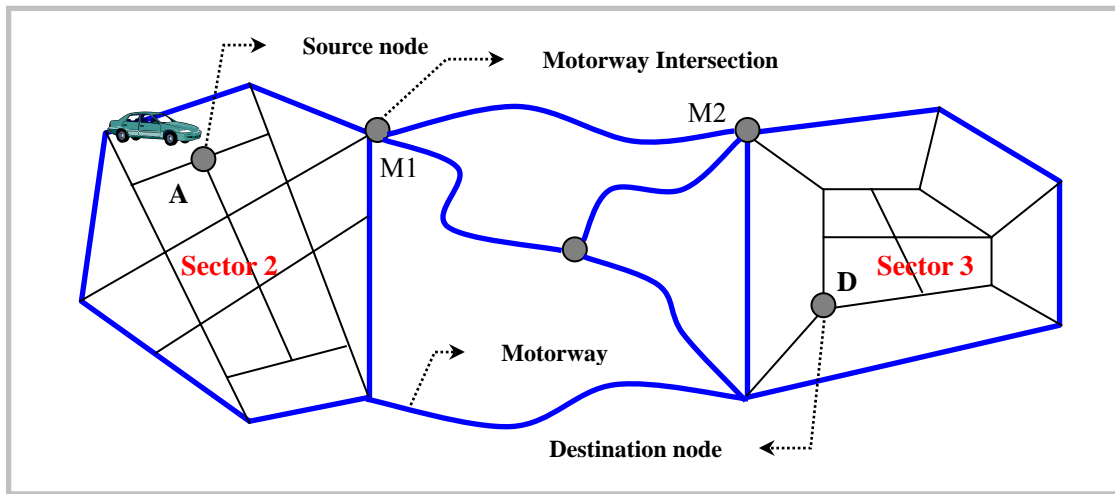 Source node
Motorway Intersection
M2
M1
A
Sector 2
Sector 3
D
Motorway
Destination node